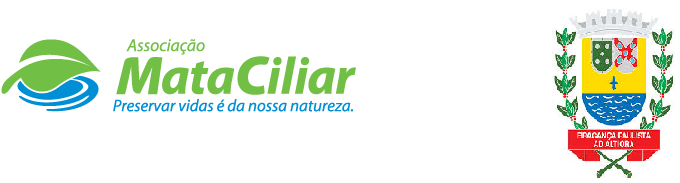 Associação
MataCiliar
Preservar vidas é da nossa natureza.
BRAGANÇA PAULISTA
AD ALTIORA